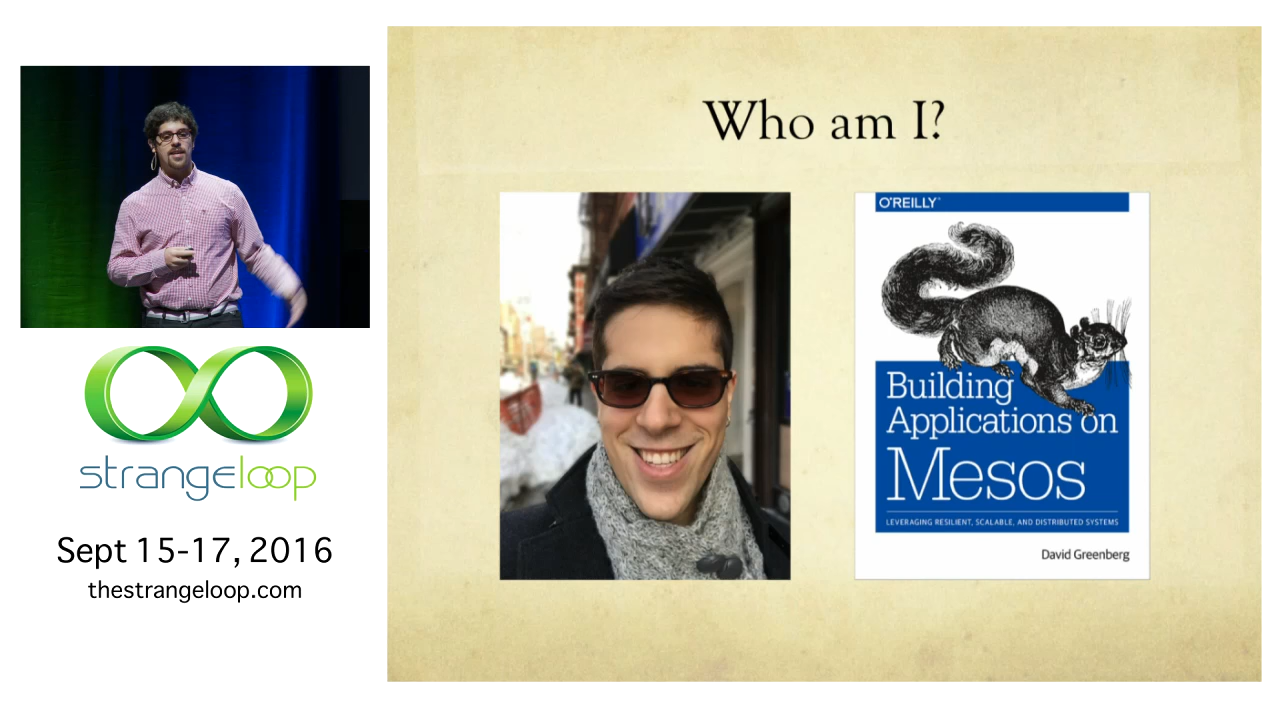 strangeloop
Sept 15-17, 2016
thestrangeloop.com
Who am I?
O'REILLY
Building
Applications on
Mesos
LEVERAGING RESILIENT, SCALABLE, AND DISTRIBUTED SYSTEMS
David Greenberg